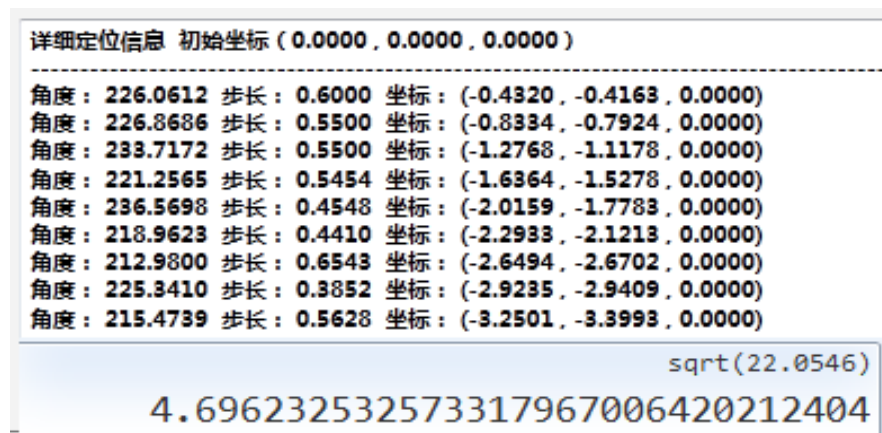 详细定位信息 初始坐标 ( 0.0000 , 0.0000 , 0.0000 )
角度： 226.0612 步长： 0.6000 坐标： (-0.4320 , -0.4163 , 0.0000)
角度： 226.8686 步长： 0.5500 坐标： (-0.8334 , -0.7924 , 0.0000)
角度： 233.7172 步长： 0.5500 坐标： (-1.2768 , -1.1178 , 0.0000)
角度： 221.2565 步长： 0.5454 坐标： (-1.6364 , -1.5278 , 0.0000)
角度： 236.5698 步长： 0.4548 坐标： (-2.0159 , -1.7783 , 0.0000)
角度： 218.9623 步长： 0.4410 坐标： (-2.2933 , -2.1213 , 0.0000)
角度： 212.9800 步长： 0.6543 坐标： (-2.6494 , -2.6702 , 0.0000)
角度： 225.3410 步长： 0.3852 坐标： (-2.9235 , -2.9409 , 0.0000)
角度： 215.4739 步长： 0.5628 坐标： (-3.2501 , -3.3993 , 0.0000)
sqrt(22.0546)
4.6962325325733179670064202​12404